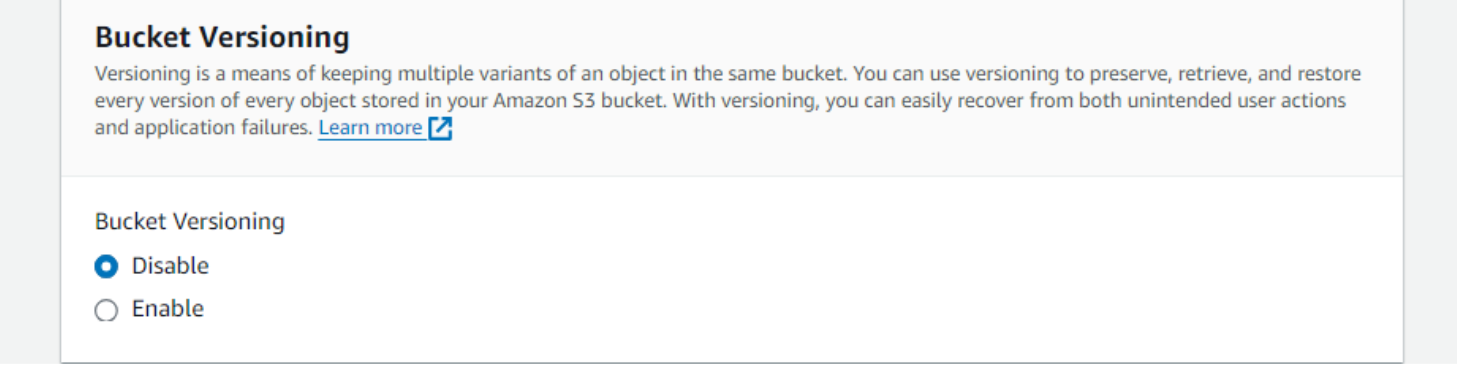 Bucket Versioning
Versioning is a means of keeping multiple variants of an object in the same bucket. You can use versioning to preserve, retrieve, and restore
every version of every object stored in your Amazon S3 bucket. With versioning, you can easily recover from both unintended user actions
and application failures. Learn more
Bucket Versioning
Disable
Enable